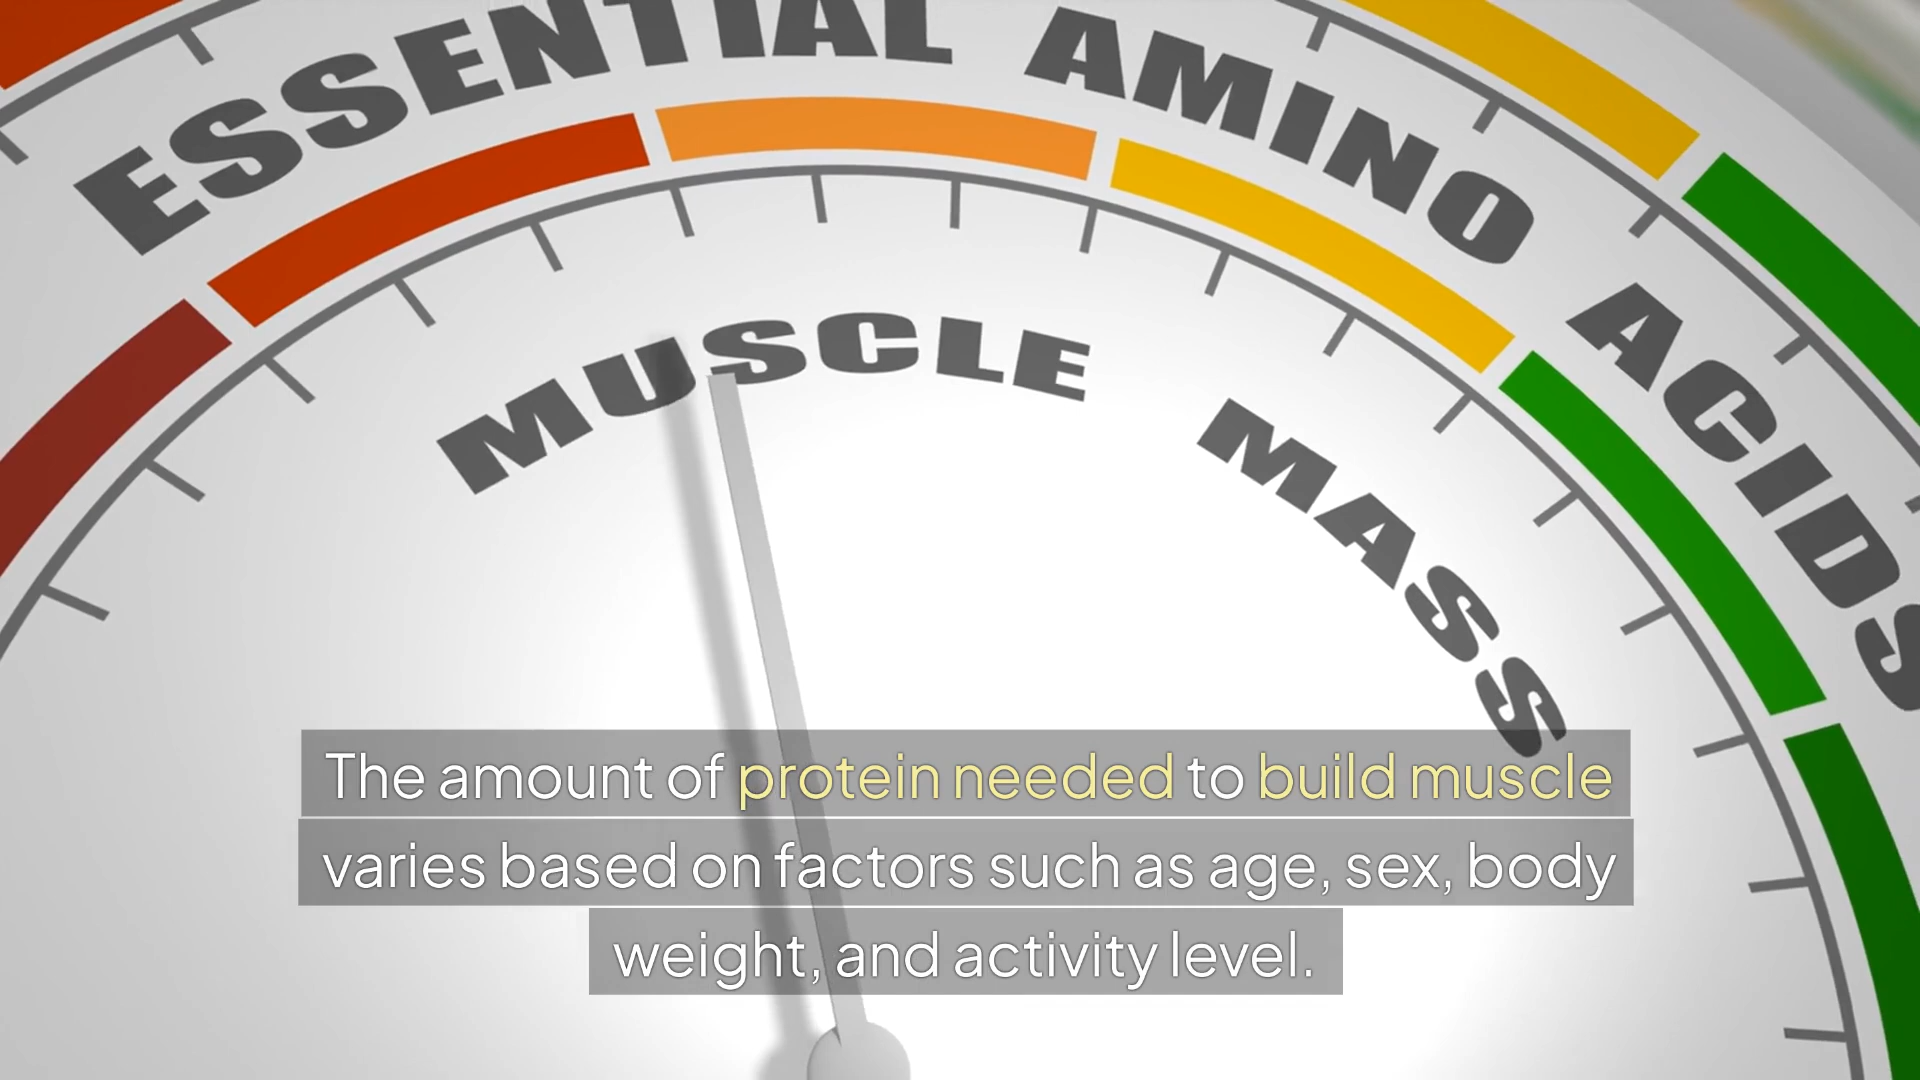 ESSENTIAL AMINO ACIDS
MUSCLE MASS
The amount of protein needed to build muscle
varies based on factors such as age, sex, body
weight, and activity level.